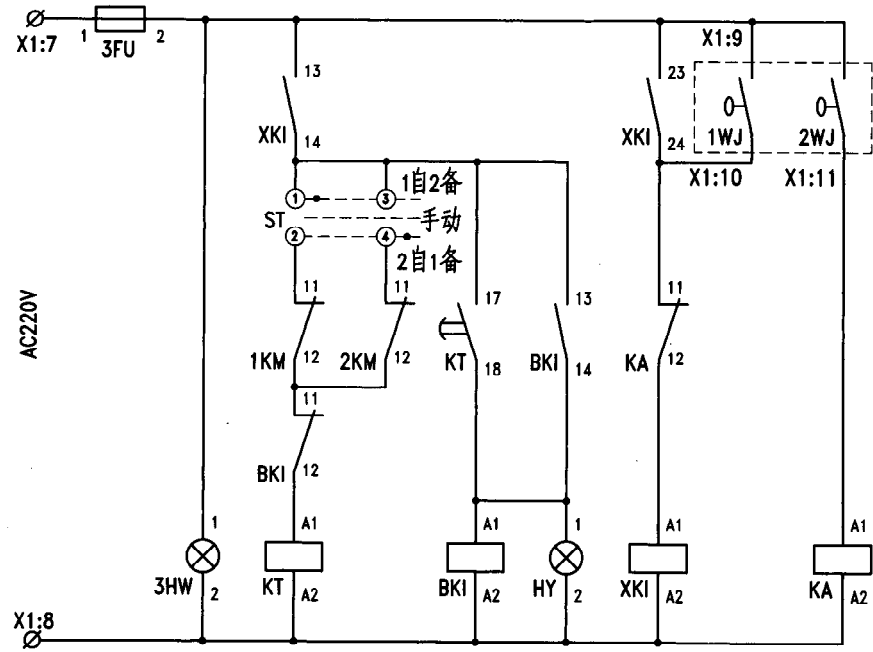 X1:7
1
3FU
2
X1:9
13
XKI
14
23
XKI
24
1WJ
2WJ
X1:10
X1:11
1
3
1自2备
ST
手动
2
4
2自1备
AC220V
11
1KM
12
11
2KM
12
17
KT
18
13
BKI
14
11
KA
12
11
BKI
12
1
3HW
2
A1
KT
A2
A1
BKI
A2
1
HY
2
A1
XKI
A2
A1
KA
A2
X1:8